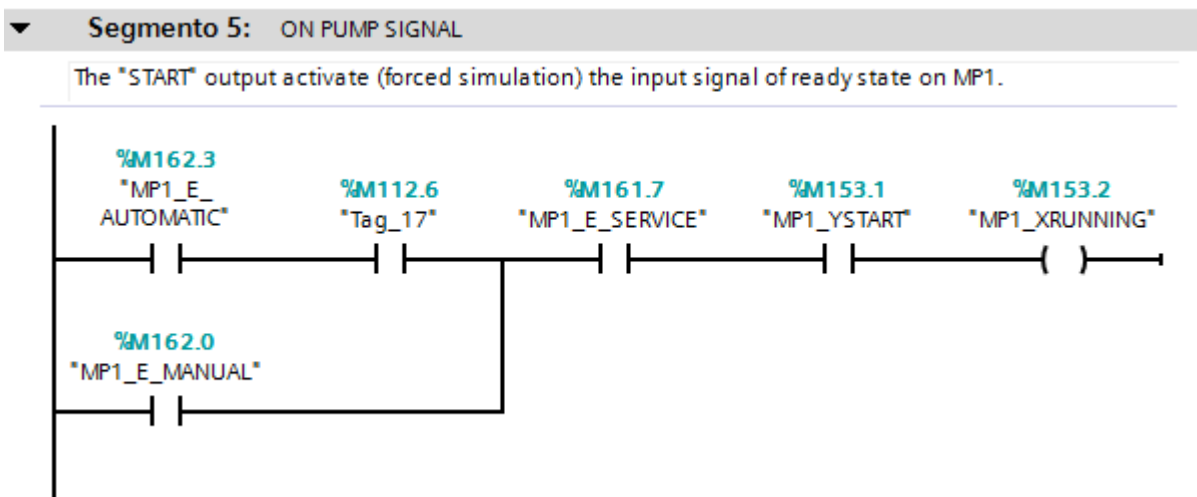 Segmento 5: ON PUMP SIGNAL
The "START" output activate (forced simulation) the input signal of ready state on MP1.
%M162.3
"MP1_E_
AUTOMATIC"
%M112.6
"Tag_17"
%M161.7
"MP1_E_SERVICE"
%M153.1
"MP1_YSTART"
%M153.2
"MP1_XRUNNING"
%M162.0
"MP1_E_MANUAL"